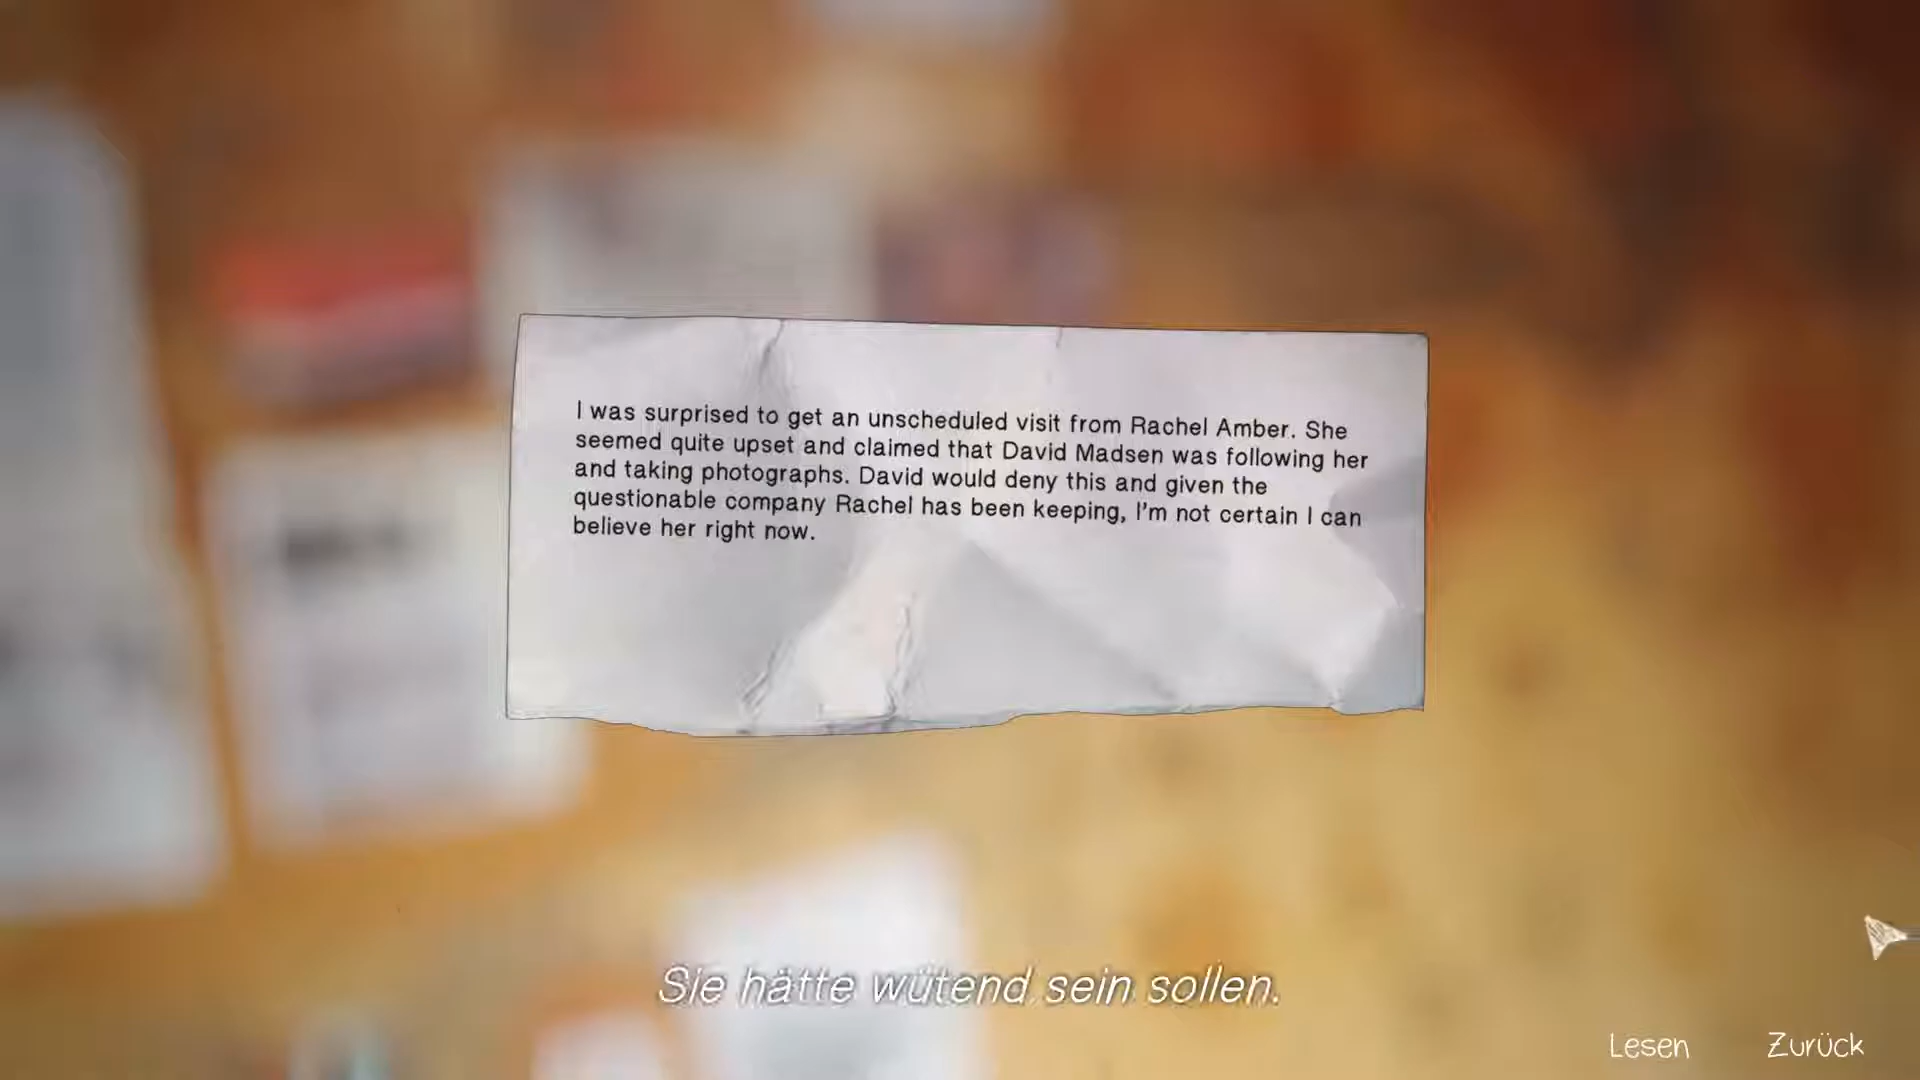 I was surprised to get an unscheduled visit from Rachel Amber. She
seemed quite upset and claimed that David Madsen was following her
and taking photographs. David would deny this and given the
questionable company Rachel has been keeping, I'm not certain I can
believe her right now.
Sie hätte wütend sein sollen.
Lesen
Zurück